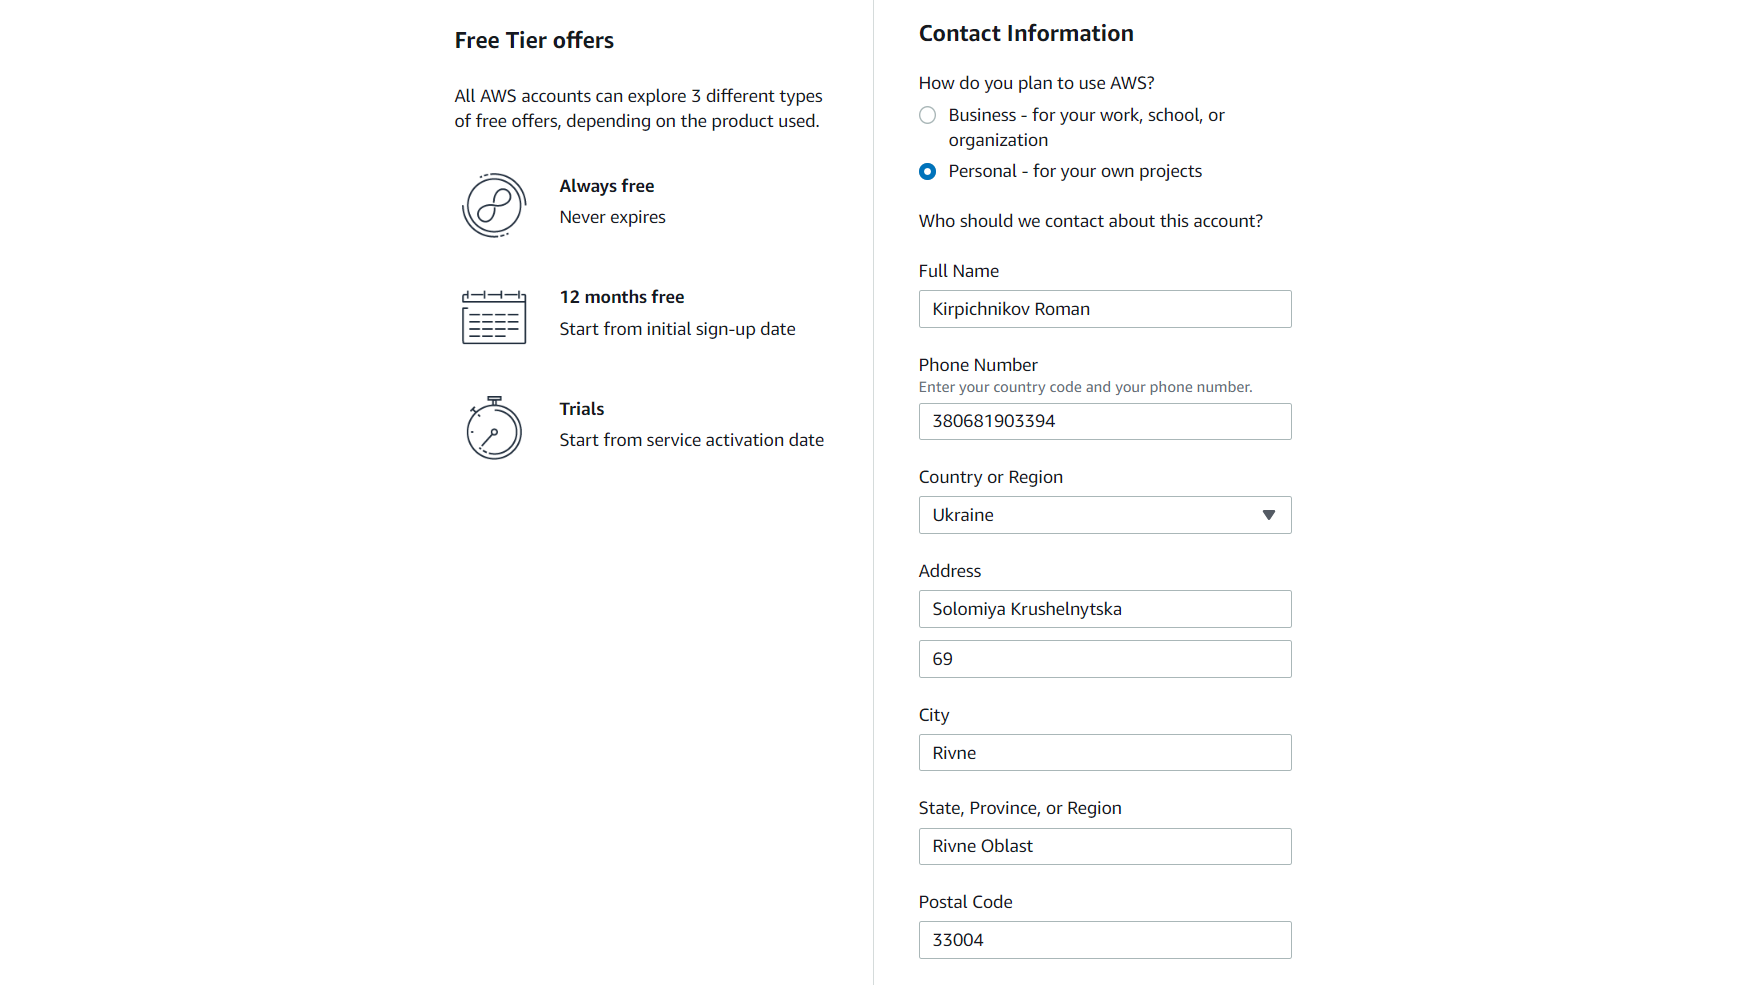 Free Tier offers
All AWS accounts can explore 3 different types
of free offers, depending on the product used.
Always free
Never expires
12 months free
Start from initial sign-up date
Trials
Start from service activation date
Contact Information
How do you plan to use AWS?
Business - for your work, school, or
organization
Personal - for your own projects
Who should we contact about this account?
Full Name
Kirpichnikov Roman
Phone Number
Enter your country code and your phone number.
380681903394
Country or Region
Ukraine
Address
Solomiya Krushelnytska
69
City
Rivne
State, Province, or Region
Rivne Oblast
Postal Code
33004